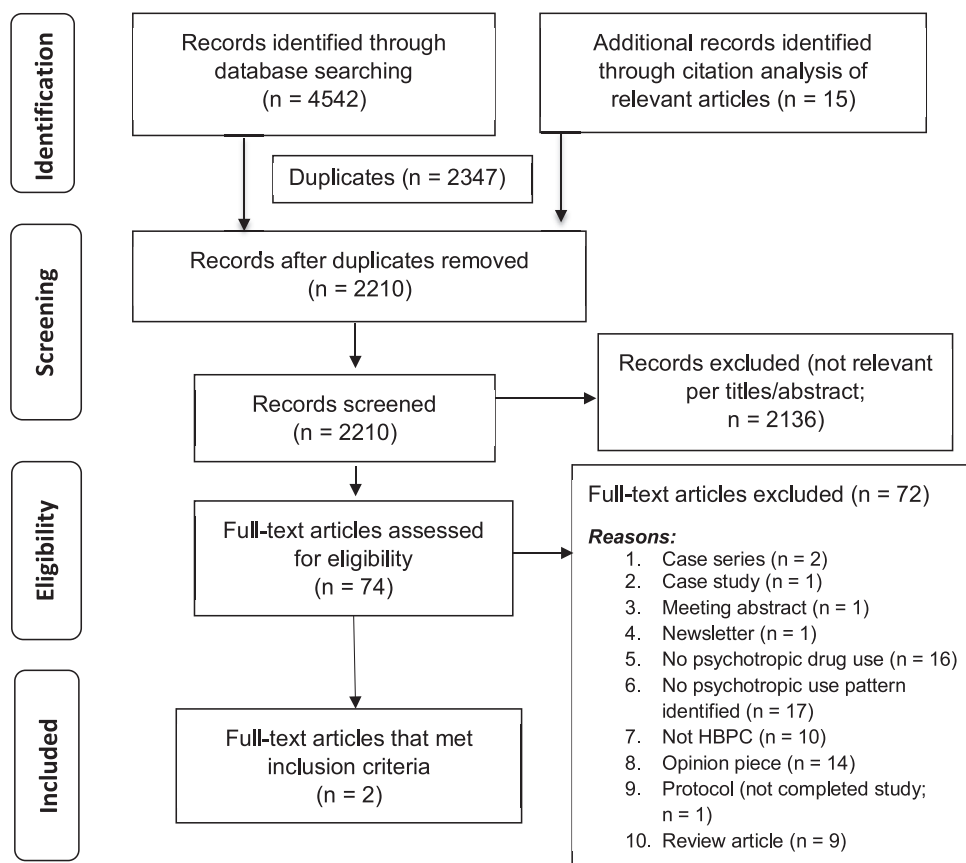 Identification
Records identified through
database searching
(n = 4542)
Additional records identified
through citation analysis of
relevant articles (n = 15)
Duplicates (n = 2347)
Screening
Records after duplicates removed
(n = 2210)
Records screened
(n = 2210)
Records excluded (not relevant
per titles/abstract;
n = 2136)
Eligibility
Full-text articles assessed
for eligibility
(n = 74)
Full-text articles excluded (n = 72)
Reasons:
1. Case series (n = 2)
2. Case study (n = 1)
3. Meeting abstract (n = 1)
4. Newsletter (n = 1)
5. No psychotropic drug use (n = 16)
6. No psychotropic use pattern
identified (n = 17)
7. Not HBPC (n = 10)
8. Opinion piece (n = 14)
9. Protocol (not completed study;
n = 1)
10. Review article (n = 9)
Included
Full-text articles that met
inclusion criteria
(n = 2)